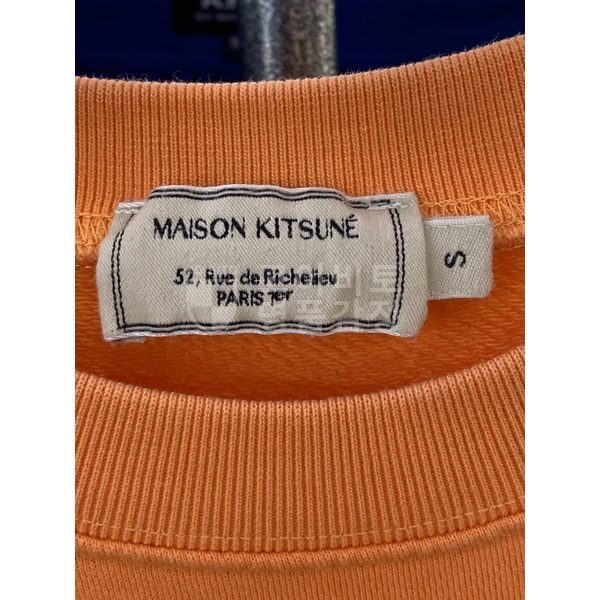 MAISON KITSUNÉ
52, Rue de Richelieu
PARIS 1er
S